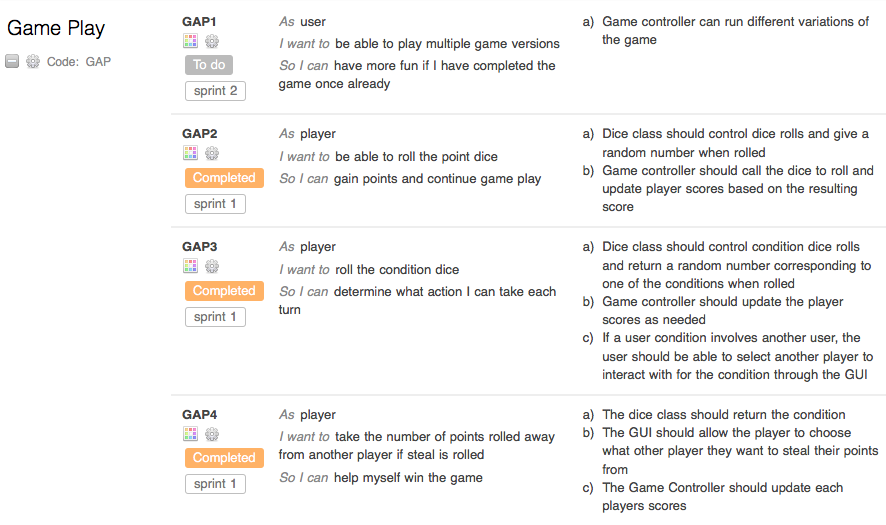 Game Play
Code: GAP
GAP1
To do
sprint 2
As user
I want to be able to play multiple game versions
So I can have more fun if I have completed the
game once already
a) Game controller can run different variations of
the game
GAP2
Completed
sprint 1
As player
I want to be able to roll the point dice
So I can gain points and continue game play
a) Dice class should control dice rolls and give a
random number when rolled
b) Game controller should call the dice to roll and
update player scores based on the resulting
score
GAP3
Completed
sprint 1
As player
I want to roll the condition dice
So I can determine what action I can take each
turn
a) Dice class should control condition dice rolls
and return a random number corresponding to
one of the conditions when rolled
b) Game controller should update the player
scores as needed
c) If a user condition involves another user, the
user should be able to select another player to
interact with for the condition through the GUI
GAP4
Completed
sprint 1
As player
I want to take the number of points rolled away
from another player if steal is rolled
So I can help myself win the game
a) The dice class should return the condition
b) The GUI should allow the player to choose
what other player they want to steal their points
from
c) The Game Controller should update each
players scores